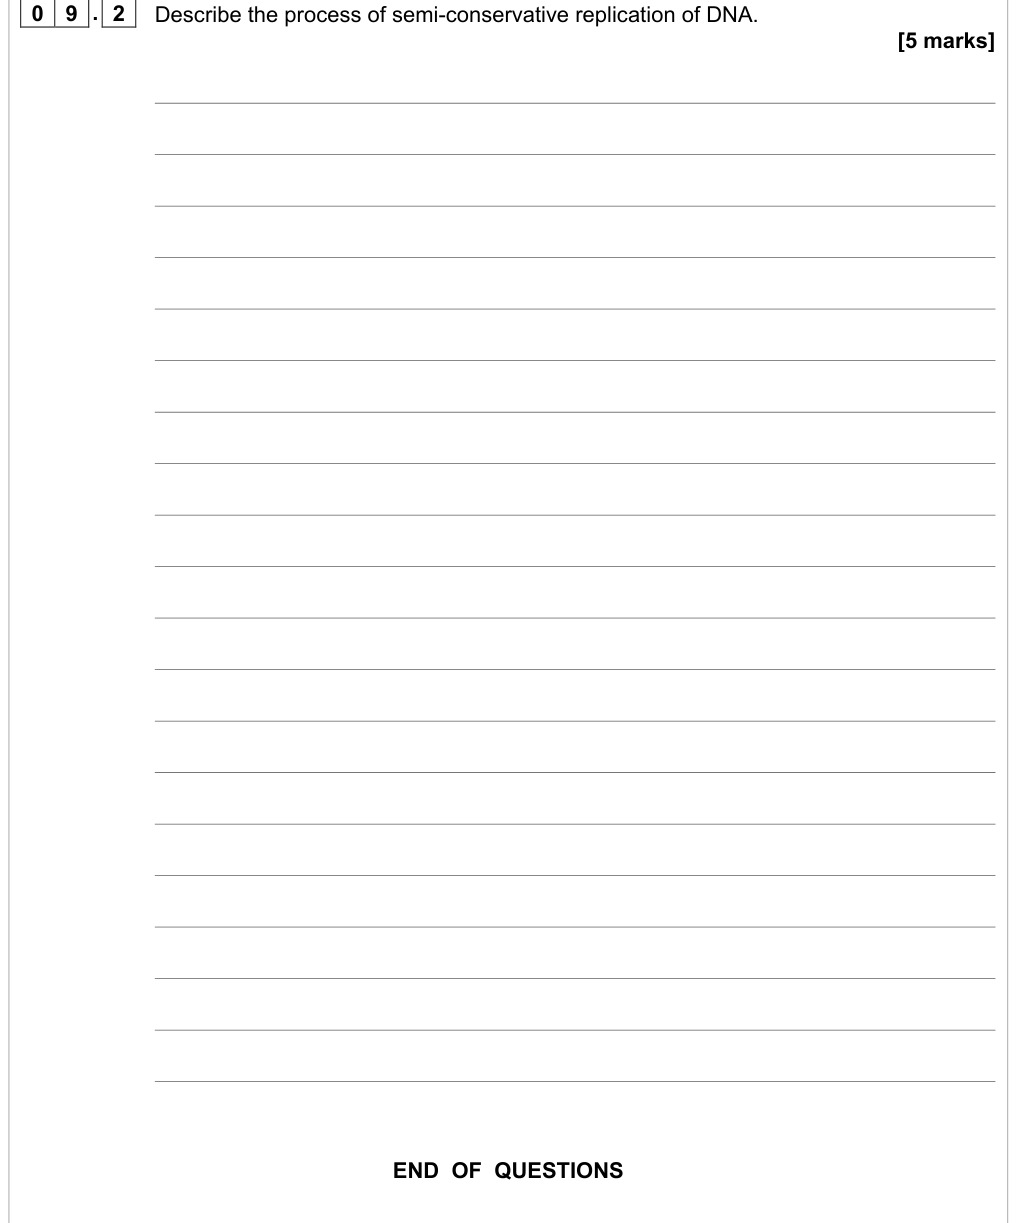 0 9 . 2 Describe the process of semi-conservative replication of DNA.
[5 marks]
END OF QUESTIONS